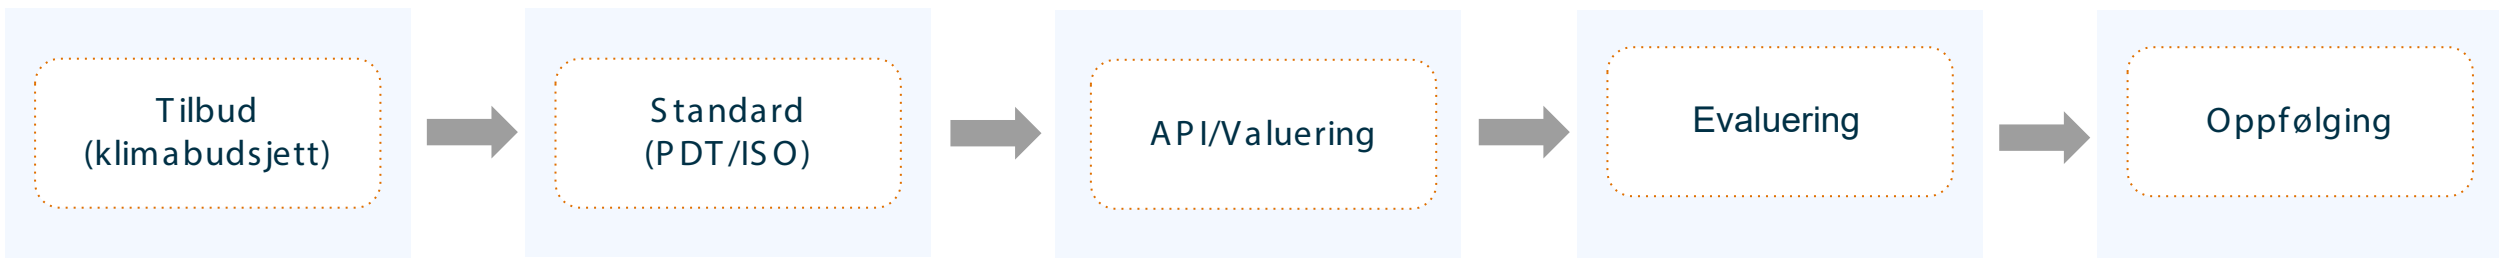 Tilbud
(klimabudsjett)
Standard
(PDT/ISO)
API/Valuering
Evaluering
Oppfølging